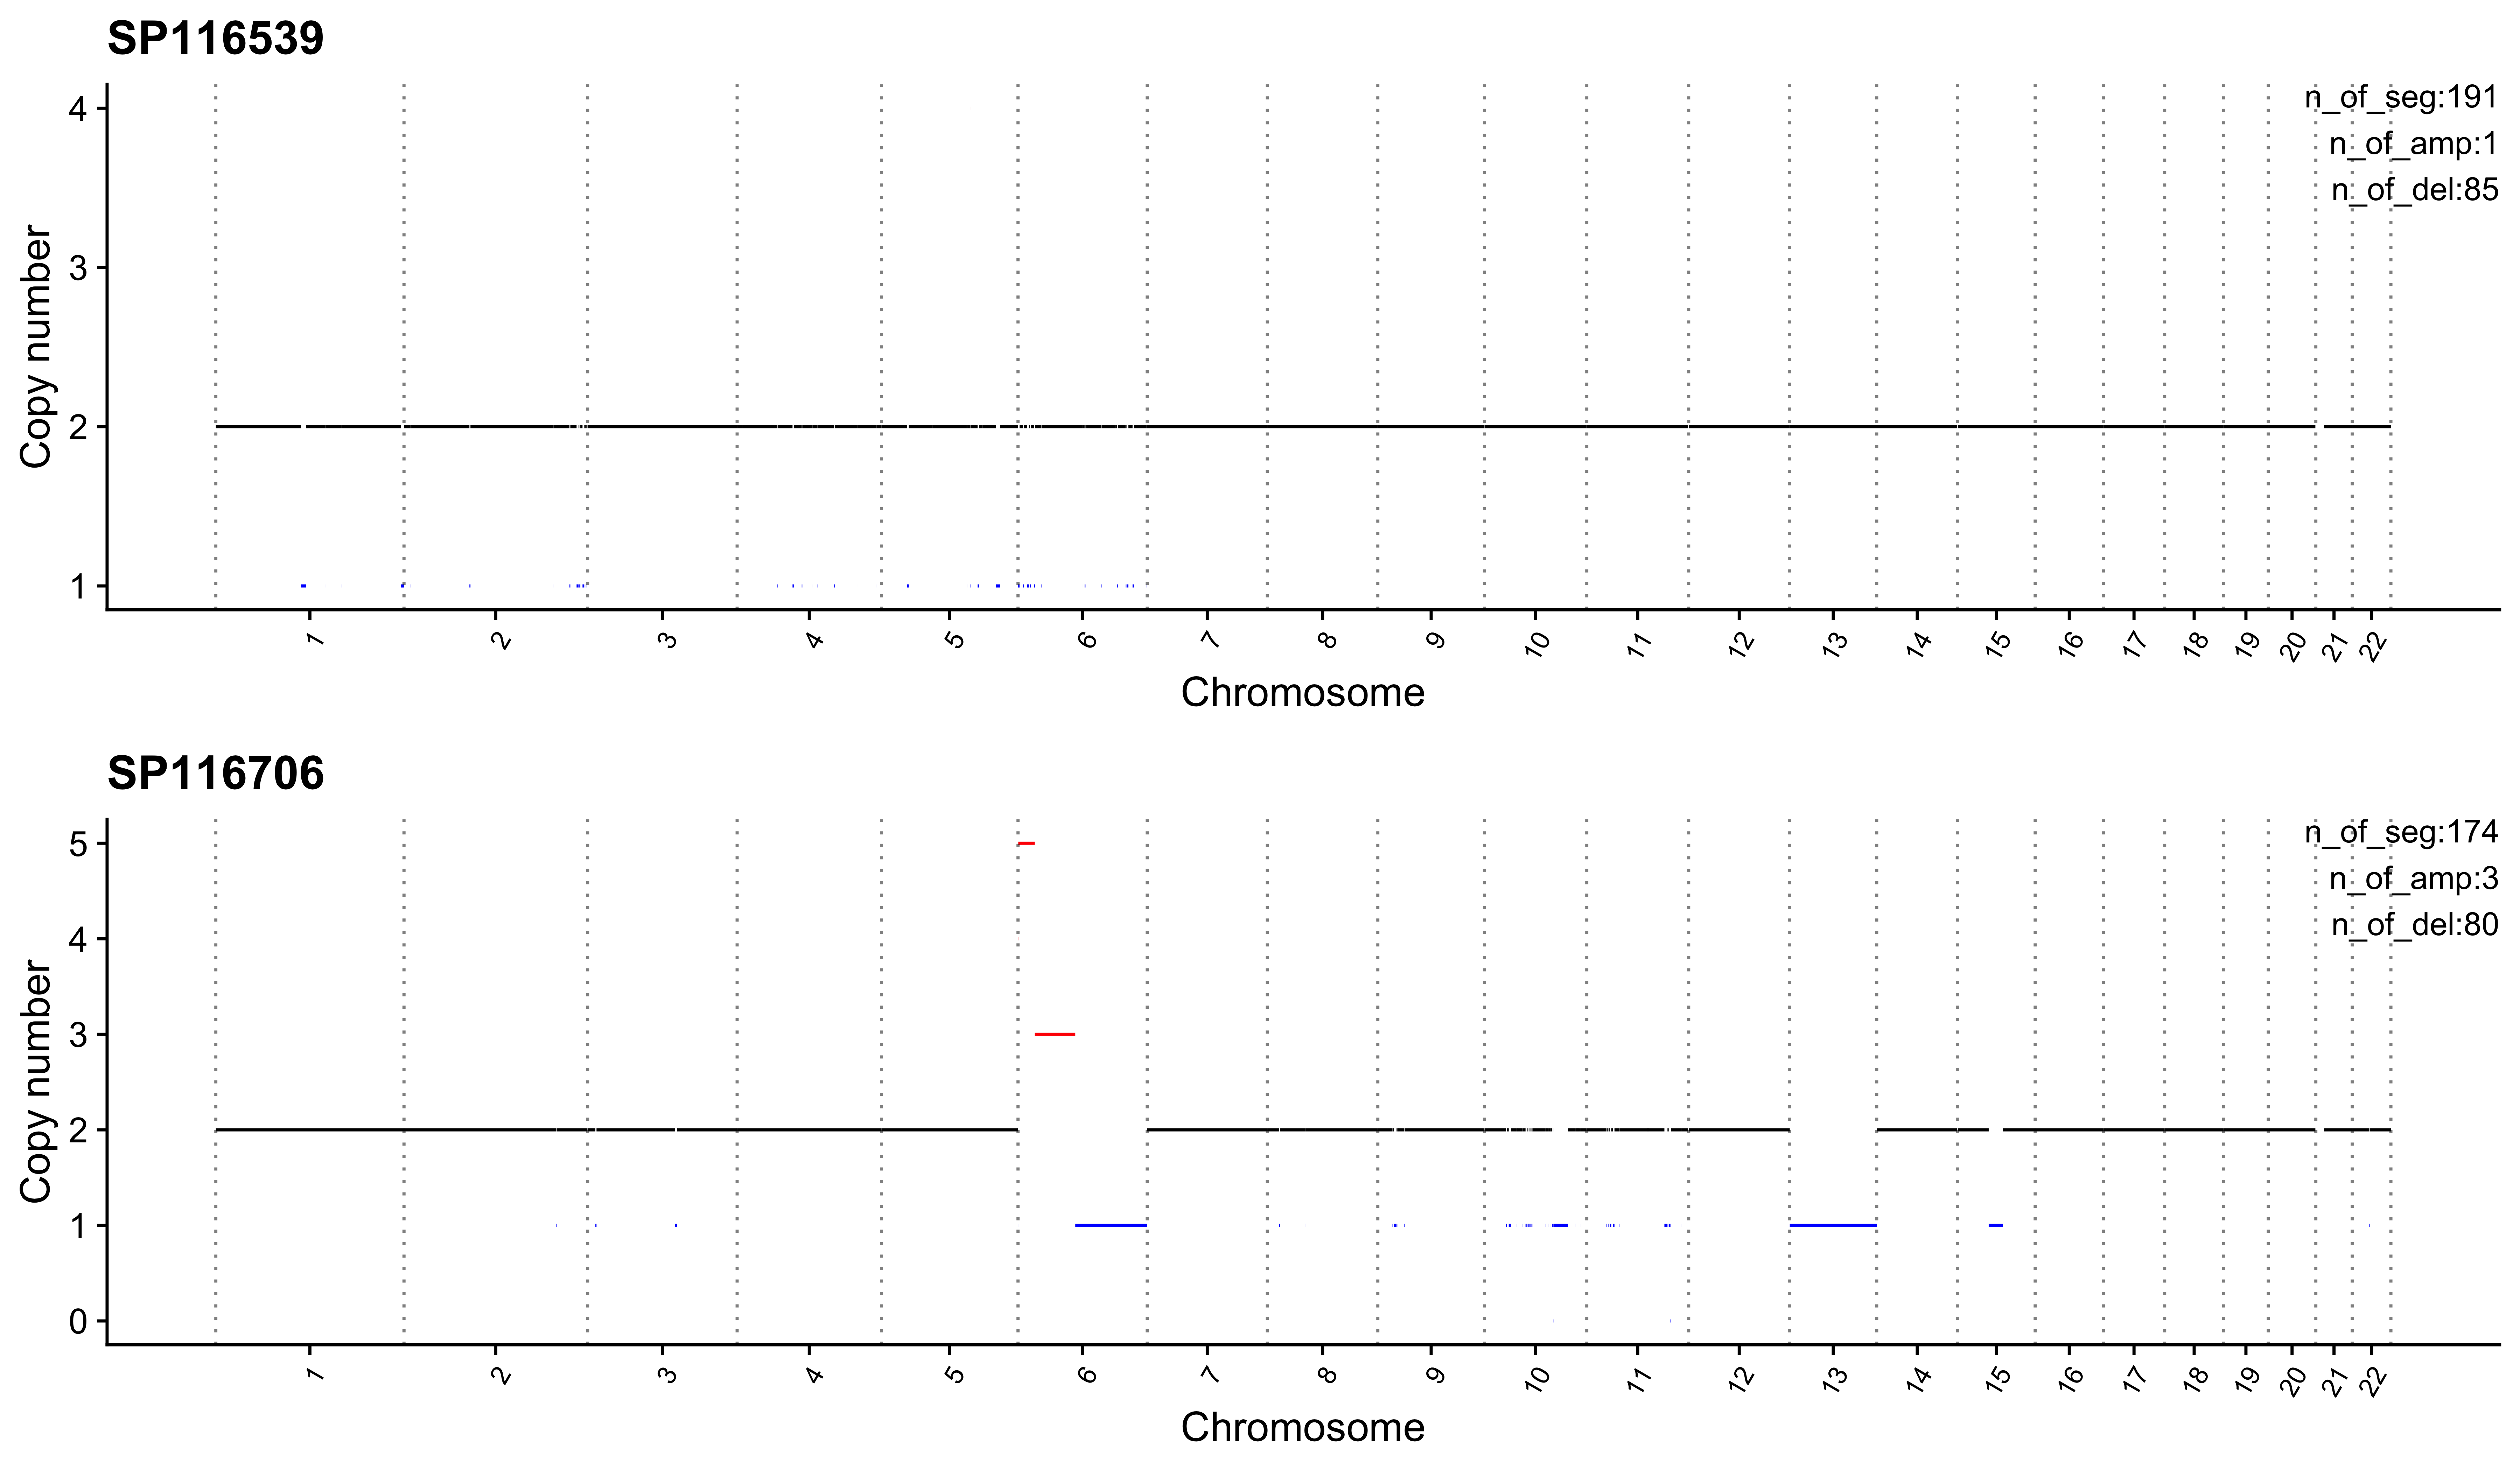 SP116539
n_of_seg:191
n_of_amp:1
n_of_del:85
4
3
2
1
Copy number
1 2 3 4 5 6 7 8 9 10 11 12 13 14 15 16 17 18 19 20 21 22
Chromosome
SP116706
n_of_seg:174
n_of_amp:3
n_of_del:80
5
4
3
2
1
0
Copy number
1 2 3 4 5 6 7 8 9 10 11 12 13 14 15 16 17 18 19 20 21 22
Chromosome